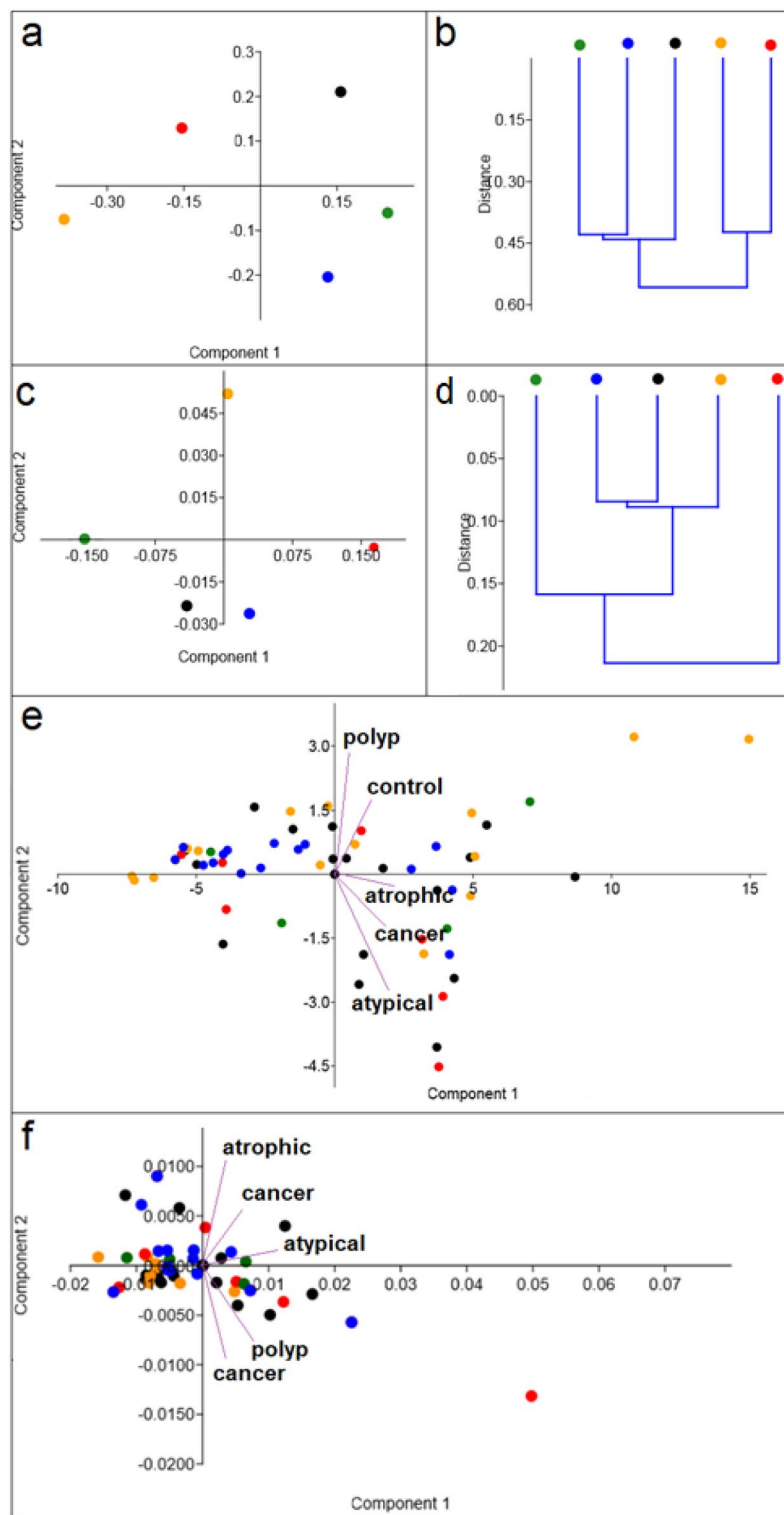 a
0.3
0.2
0.1
-0.30
-0.15
0.15
-0.1
-0.2
Component 2
Component 1
b
0.15
0.30
0.45
0.60
Distance
c
0.045
0.030
0.015
-0.150
-0.075
0.075
0.150
-0.015
-0.030
Component 2
Component 1
d
0.00
0.05
0.10
0.15
0.20
Distance
e
3.0
1.5
-10
-5
5
10
15
-1.5
-3.0
-4.5
polyp
control
atrophic
cancer
atypical
Component 2
Component 1
f
0.0100
0.0050
0.0000
-0.02
0.01
0.02
0.03
0.04
0.05
0.06
0.07
-0.0050
-0.0100
-0.0150
-0.0200
atrophic
cancer
atypical
polyp
cancer
Component 2
Component 1